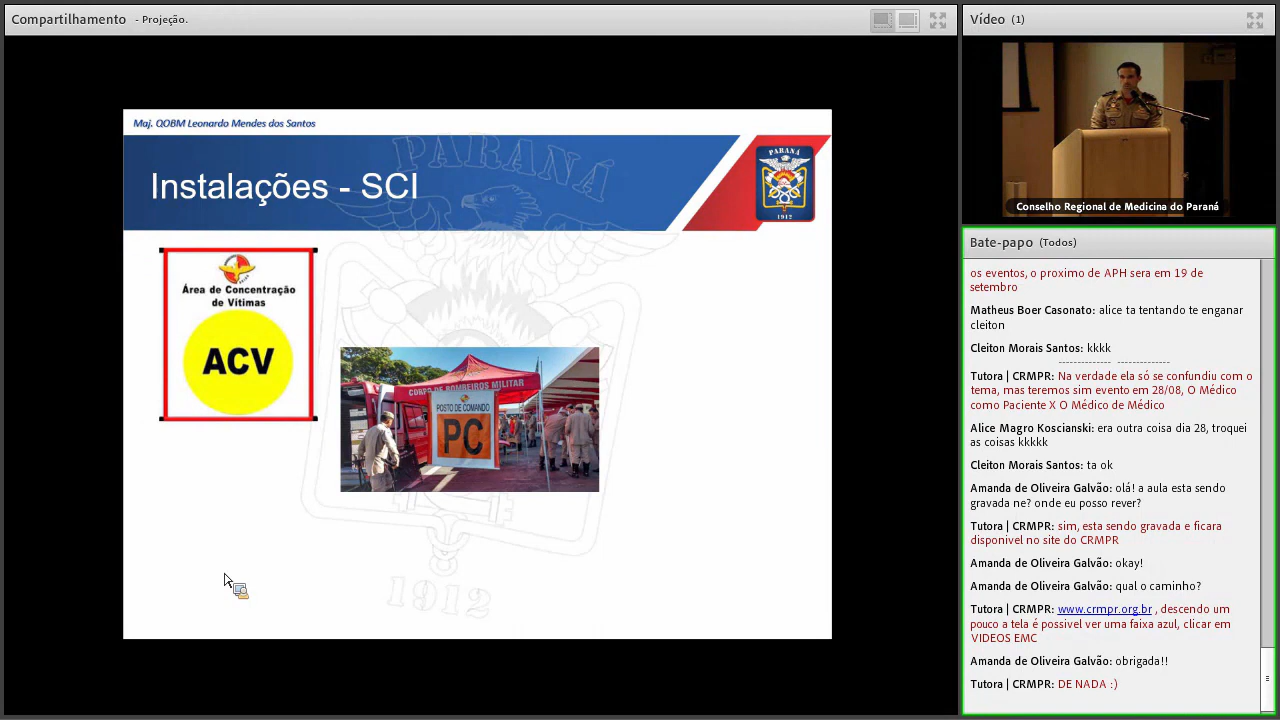 Compartilhamento - Projeção.
Maj. QOBM Leonardo Mendes dos Santos
PARANÁ
Instalações - SCI
PARANÁ
1912
Área de Concentração
de Vítimas
ACV
CORPO DE BOMBEIROS MILITAR
POSTO DE COMANDO
PC
1912
Vídeo (1)
Conselho Regional de Medicina do Paraná
Bate-papo (Todos)
os eventos, o proximo de APH sera em 19 de
setembro
Matheus Boer Casonato: alice ta tentando te enganar
cleiton
Cleiton Morais Santos: kkkk
Tutora | CRMPR: Na verdade ela só se confundiu com o
tema, mas teremos sim evento em 28/08. O Médico
como Paciente X O Médico de Médico
Alice Magro Koscianski: era outra coisa dia 28, troquei
as coisas kkkkk
Cleiton Morais Santos: ta ok
Amanda de Oliveira Galvão: olá! a aula esta sendo
gravada ne? onde eu posso rever?
Tutora | CRMPR: sim, esta sendo gravada e ficara
disponivel no site do CRMPR
Amanda de Oliveira Galvão: okay!
Amanda de Oliveira Galvão: qual o caminho?
Tutora | CRMPR: www.crmpr.org.br , descendo um
pouco a tela é possivel ver uma faixa azul, clicar em
VIDEOS EMC
Amanda de Oliveira Galvão: obrigada!!
Tutora | CRMPR: DE NADA :)